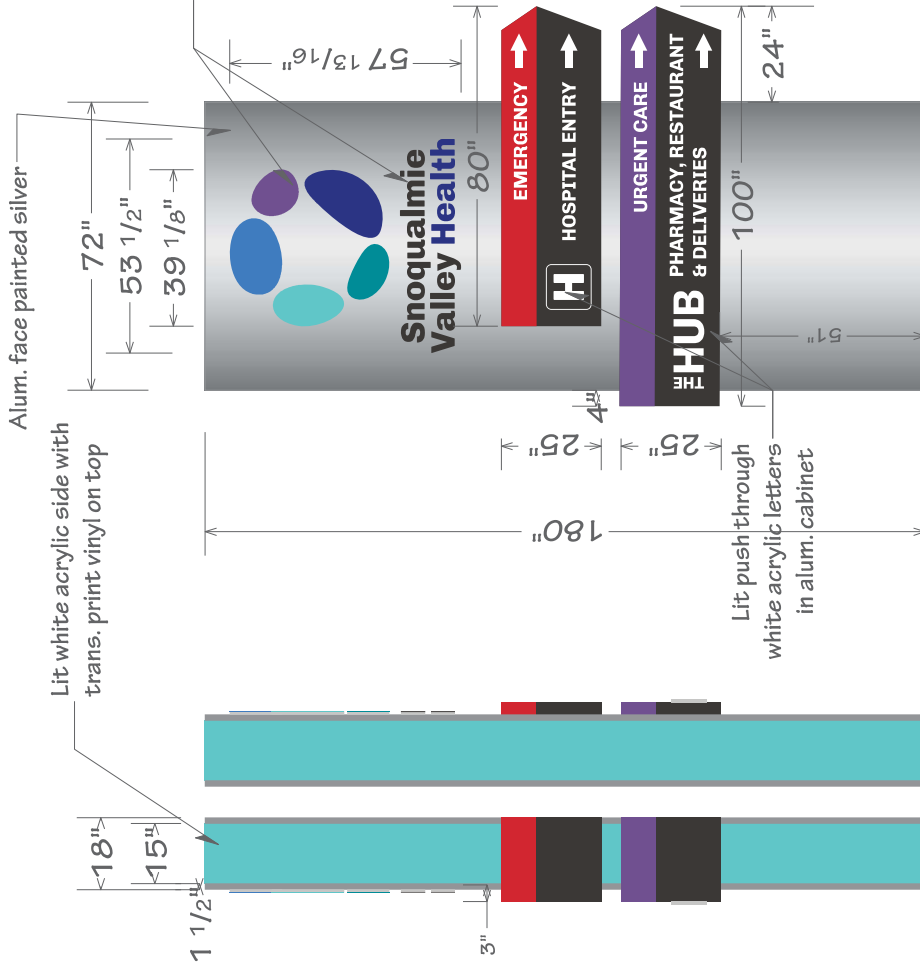 Alum. face painted silver
72"
53 1/2"
39 1/8"
57 13/16"
Snoqualmie
Valley Health
80"
EMERGENCY
HOSPITAL ENTRY
H
URGENT CARE
THE HUB
PHARMACY, RESTAURANT
& DELIVERIES
100"
24"
51"
4"
25"
25"
180"
Lit push through
white acrylic letters
in alum. cabinet
Lit white acrylic side with
trans. print vinyl on top
18"
15"
1 1/2"
3"